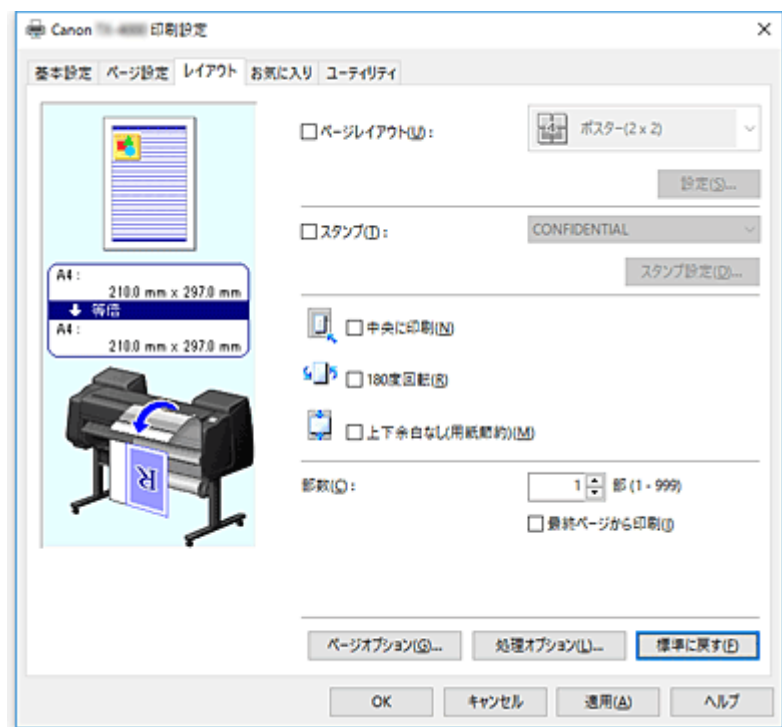 Canon 印刷設定
基本設定 ページ設定 レイアウト お気に入り ユーティリティ
ページレイアウト(U):
ポスター(2 x 2)
設定(S)...
スタンプ(T):
CONFIDENTIAL
スタンプ設定(D)...
A4 :
210.0 mm x 297.0 mm
等倍
A4 :
210.0 mm x 297.0 mm
中央に印刷(N)
180度回転(R)
上下余白なし(用紙節約)(M)
R
部数(C):
1 部 (1 - 999)
最終ページから印刷(I)
ページオプション(G)... 処理オプション(L)... 標準に戻す(F)
OK キャンセル 適用(A) ヘルプ